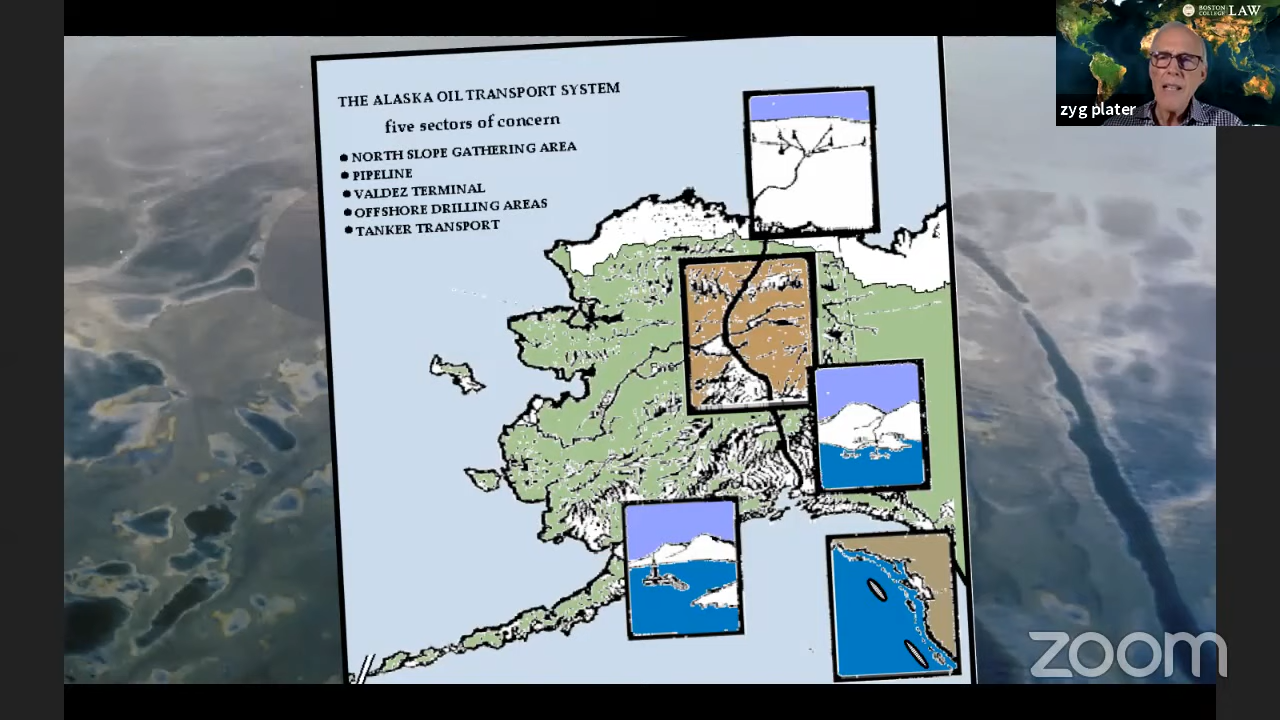 THE ALASKA OIL TRANSPORT SYSTEM
five sectors of concern
● NORTH SLOPE GATHERING AREA
● PIPELINE
● VALDEZ TERMINAL
● OFFSHORE DRILLING AREAS
● TANKER TRANSPORT
BOSTON COLLEGE LAW
zyg plater
zoom